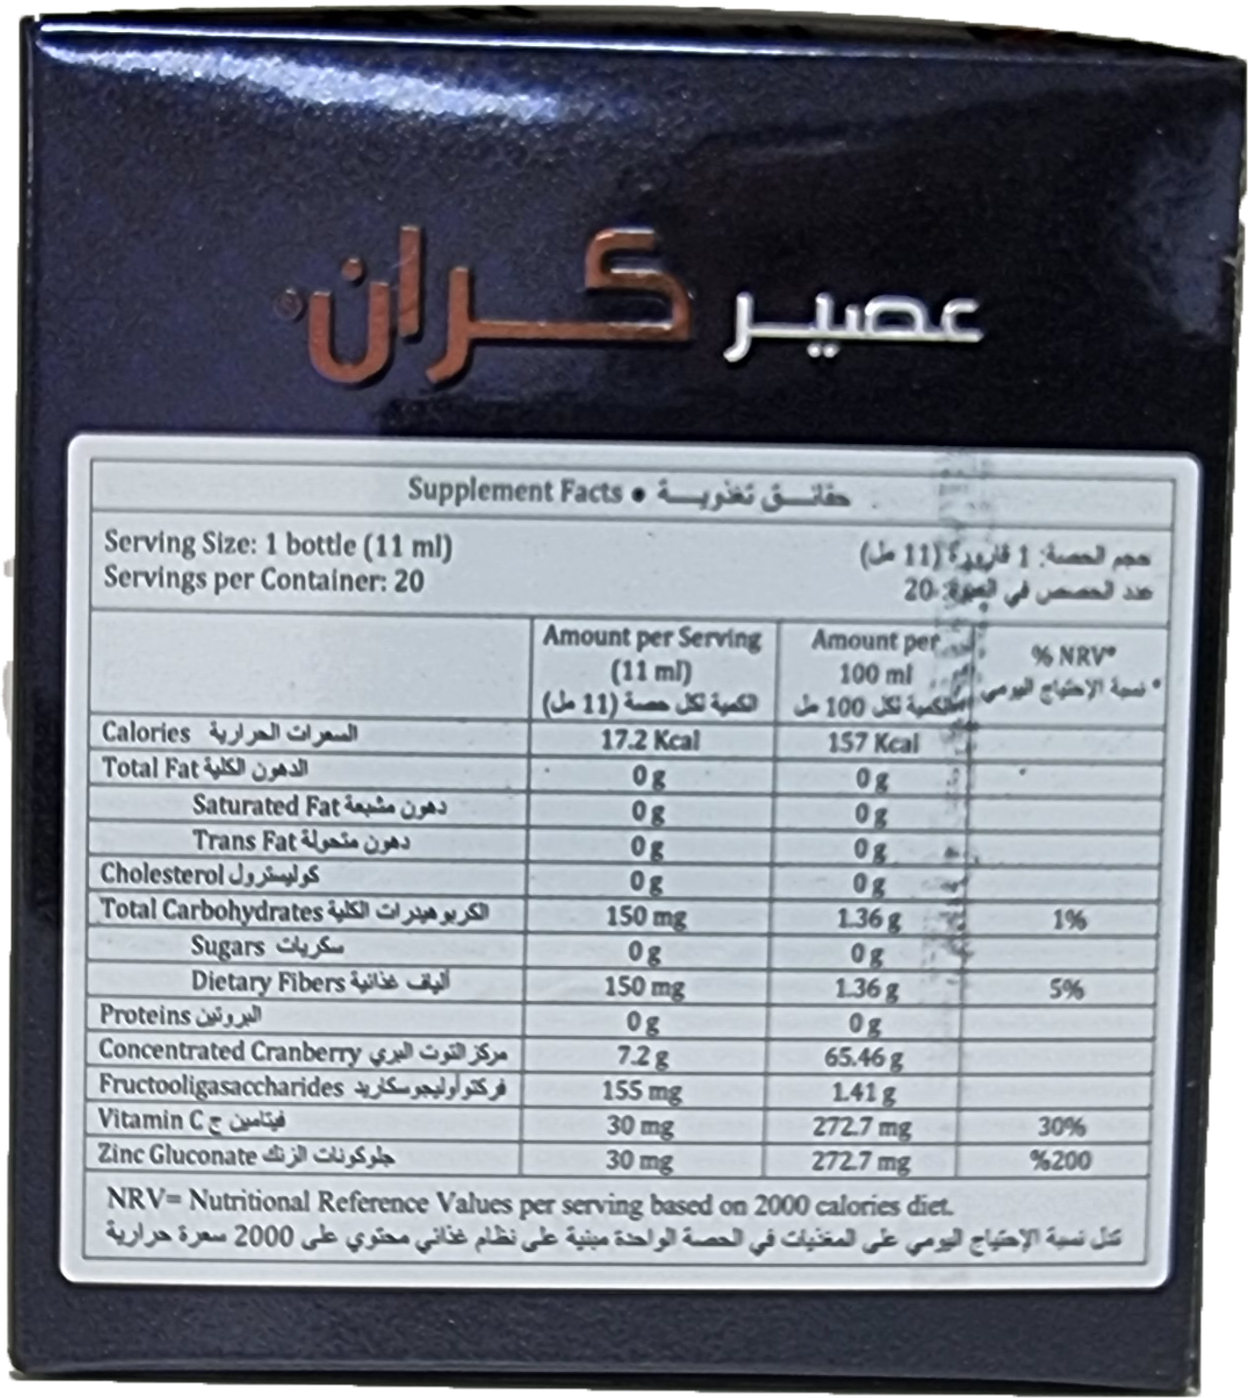 عصير كران®
Supplement Facts • حقائق تغذوية
Serving Size: 1 bottle (11 ml) حجم الحصة: 1 قارورة (11 مل)
Servings per Container: 20 عدد الحصص في العبوة: 20
Amount per Serving
(11 ml)
الكمية لكل حصة (11 مل)
Amount per
100 ml
الكمية لكل 100 مل
% NRV*
* نسبة الإحتياج اليومي
Calories السعرات الحرارية 17.2 Kcal 157 Kcal
Total Fat الدهون الكلية 0 g 0 g
Saturated Fat دهون مشبعة 0 g 0 g
Trans Fat دهون متحولة 0 g 0 g
Cholesterol كوليسترول 0 g 0 g
Total Carbohydrates الكربوهيدرات الكلية 150 mg 1.36 g 1%
Sugars سكريات 0 g 0 g
Dietary Fibers ألياف غذائية 150 mg 1.36 g 5%
Proteins البروتين 0 g 0 g
Concentrated Cranberry مركز التوت البري 7.2 g 65.46 g
Fructooligasaccharides فركتوأوليجوسكاريد 155 mg 1.41 g
Vitamin C فيتامين ج 30 mg 272.7 mg 30%
Zinc Gluconate جلوكونات الزنك 30 mg 272.7 mg %200
NRV= Nutritional Reference Values per serving based on 2000 calories diet.
تدل نسبة الإحتياج اليومي على المغذيات في الحصة الواحدة مبنية على نظام غذائي محتوي على 2000 سعرة حرارية